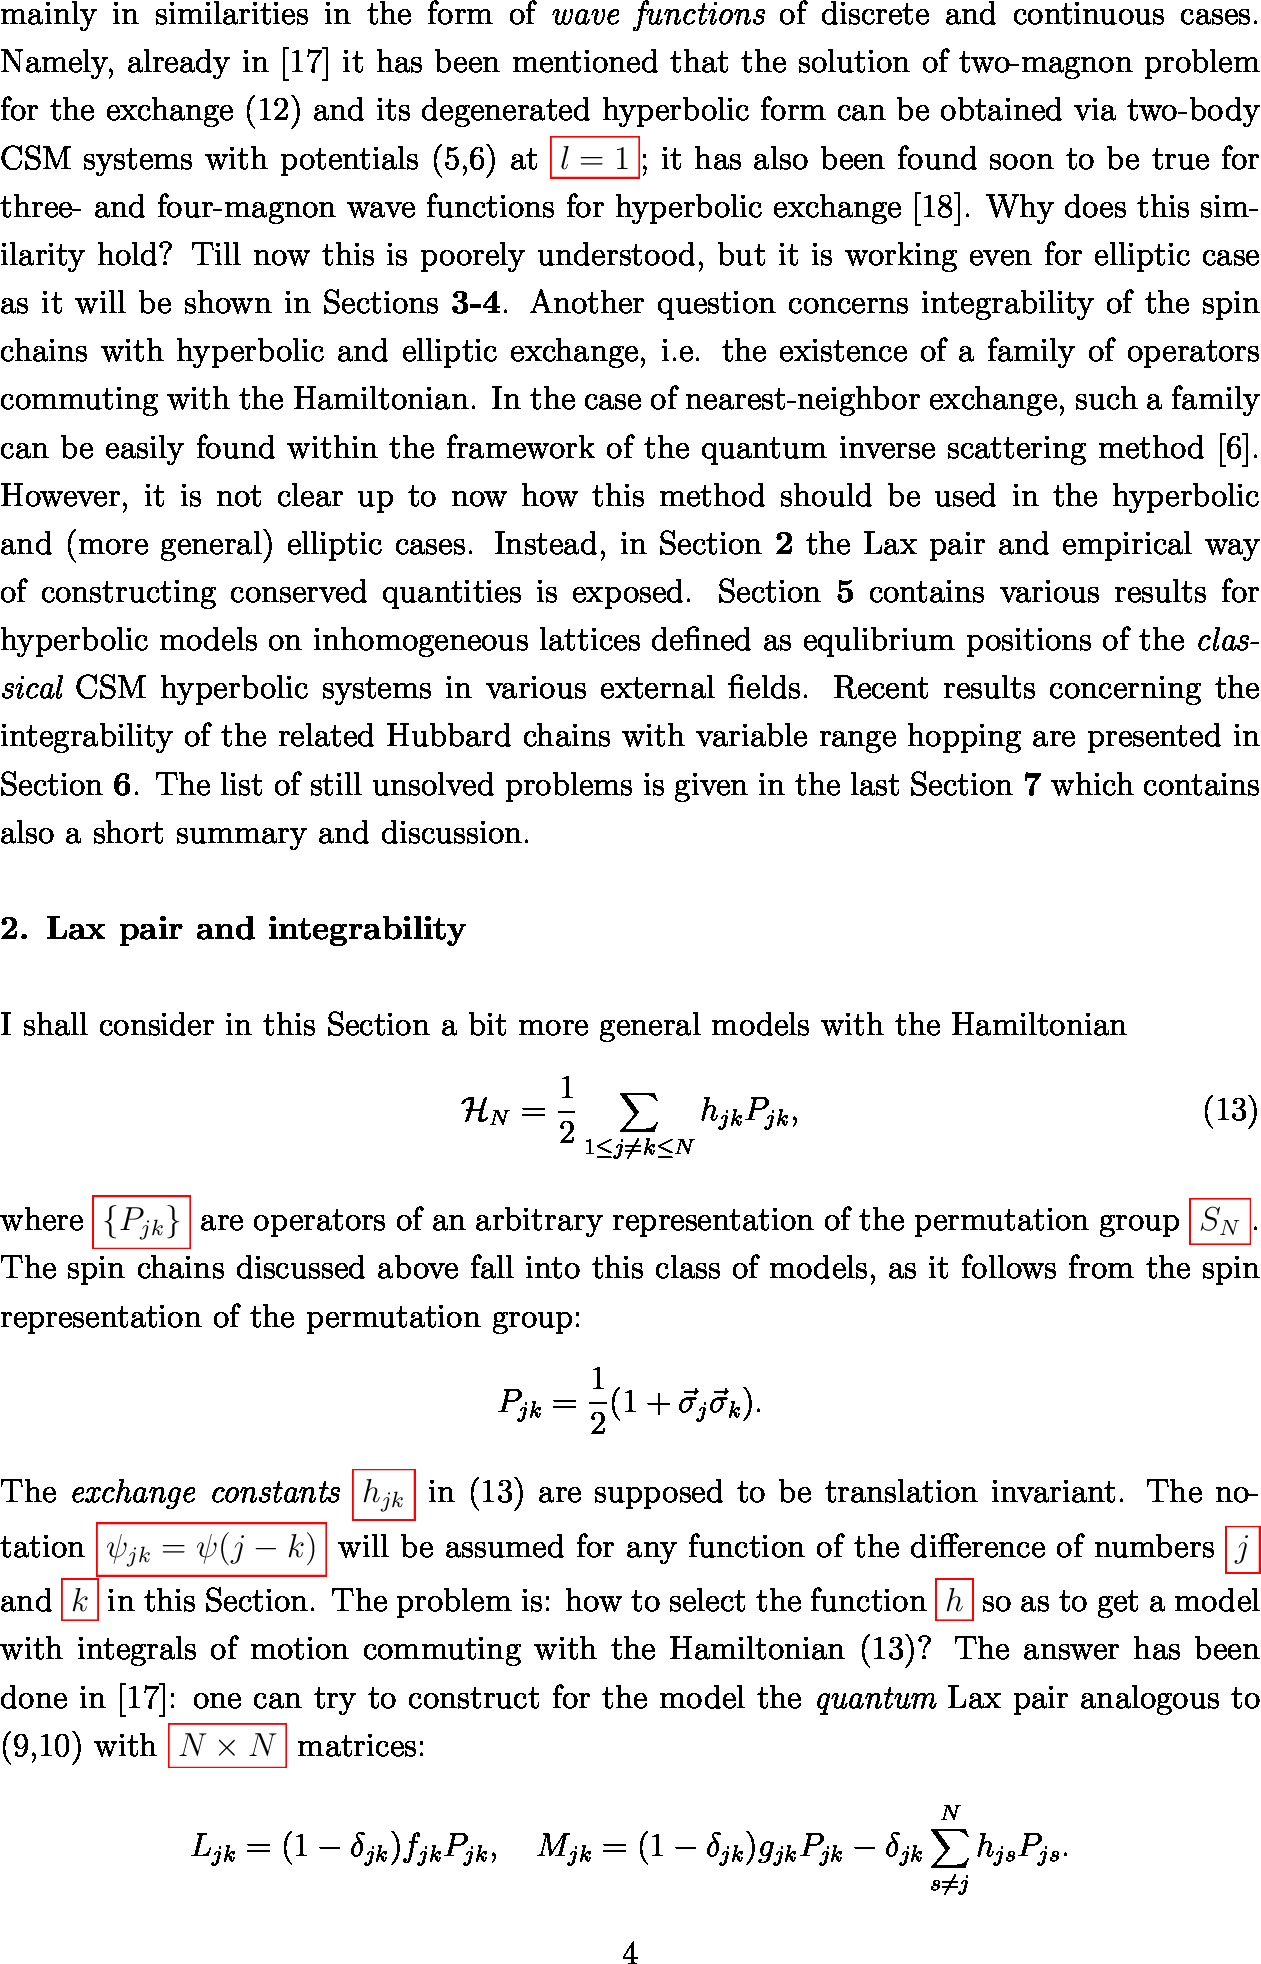 mainly in similarities in the form of wave functions of discrete and continuous cases.
Namely, already in [17] it has been mentioned that the solution of two-magnon problem
for the exchange (12) and its degenerated hyperbolic form can be obtained via two-body
CSM systems with potentials (5,6) at l = 1; it has also been found soon to be true for
three- and four-magnon wave functions for hyperbolic exchange [18]. Why does this sim-
ilarity hold? Till now this is poorely understood, but it is working even for elliptic case
as it will be shown in Sections 3-4. Another question concerns integrability of the spin
chains with hyperbolic and elliptic exchange, i.e. the existence of a family of operators
commuting with the Hamiltonian. In the case of nearest-neighbor exchange, such a family
can be easily found within the framework of the quantum inverse scattering method [6].
However, it is not clear up to now how this method should be used in the hyperbolic
and (more general) elliptic cases. Instead, in Section 2 the Lax pair and empirical way
of constructing conserved quantities is exposed. Section 5 contains various results for
hyperbolic models on inhomogeneous lattices defined as equlibrium positions of the clas-
sical CSM hyperbolic systems in various external fields. Recent results concerning the
integrability of the related Hubbard chains with variable range hopping are presented in
Section 6. The list of still unsolved problems is given in the last Section 7 which contains
also a short summary and discussion.
2. Lax pair and integrability
I shall consider in this Section a bit more general models with the Hamiltonian
$\mathcal{H}_N = \frac{1}{2} \sum_{1 \leq j \neq k \leq N} h_{jk} P_{jk},$ (13)
where $\{P_{jk}\}$ are operators of an arbitrary representation of the permutation group $S_N$.
The spin chains discussed above fall into this class of models, as it follows from the spin
representation of the permutation group:
$P_{jk} = \frac{1}{2}(1 + \vec{\sigma}_j \vec{\sigma}_k).$
The exchange constants $h_{jk}$ in (13) are supposed to be translation invariant. The no-
tation $\psi_{jk} = \psi(j - k)$ will be assumed for any function of the difference of numbers $j$
and $k$ in this Section. The problem is: how to select the function $h$ so as to get a model
with integrals of motion commuting with the Hamiltonian (13)? The answer has been
done in [17]: one can try to construct for the model the quantum Lax pair analogous to
(9,10) with $N \times N$ matrices:
$L_{jk} = (1 - \delta_{jk}) f_{jk} P_{jk}, \quad M_{jk} = (1 - \delta_{jk}) g_{jk} P_{jk} - \delta_{jk} \sum_{s \neq j}^{N} h_{js} P_{js}.$
4